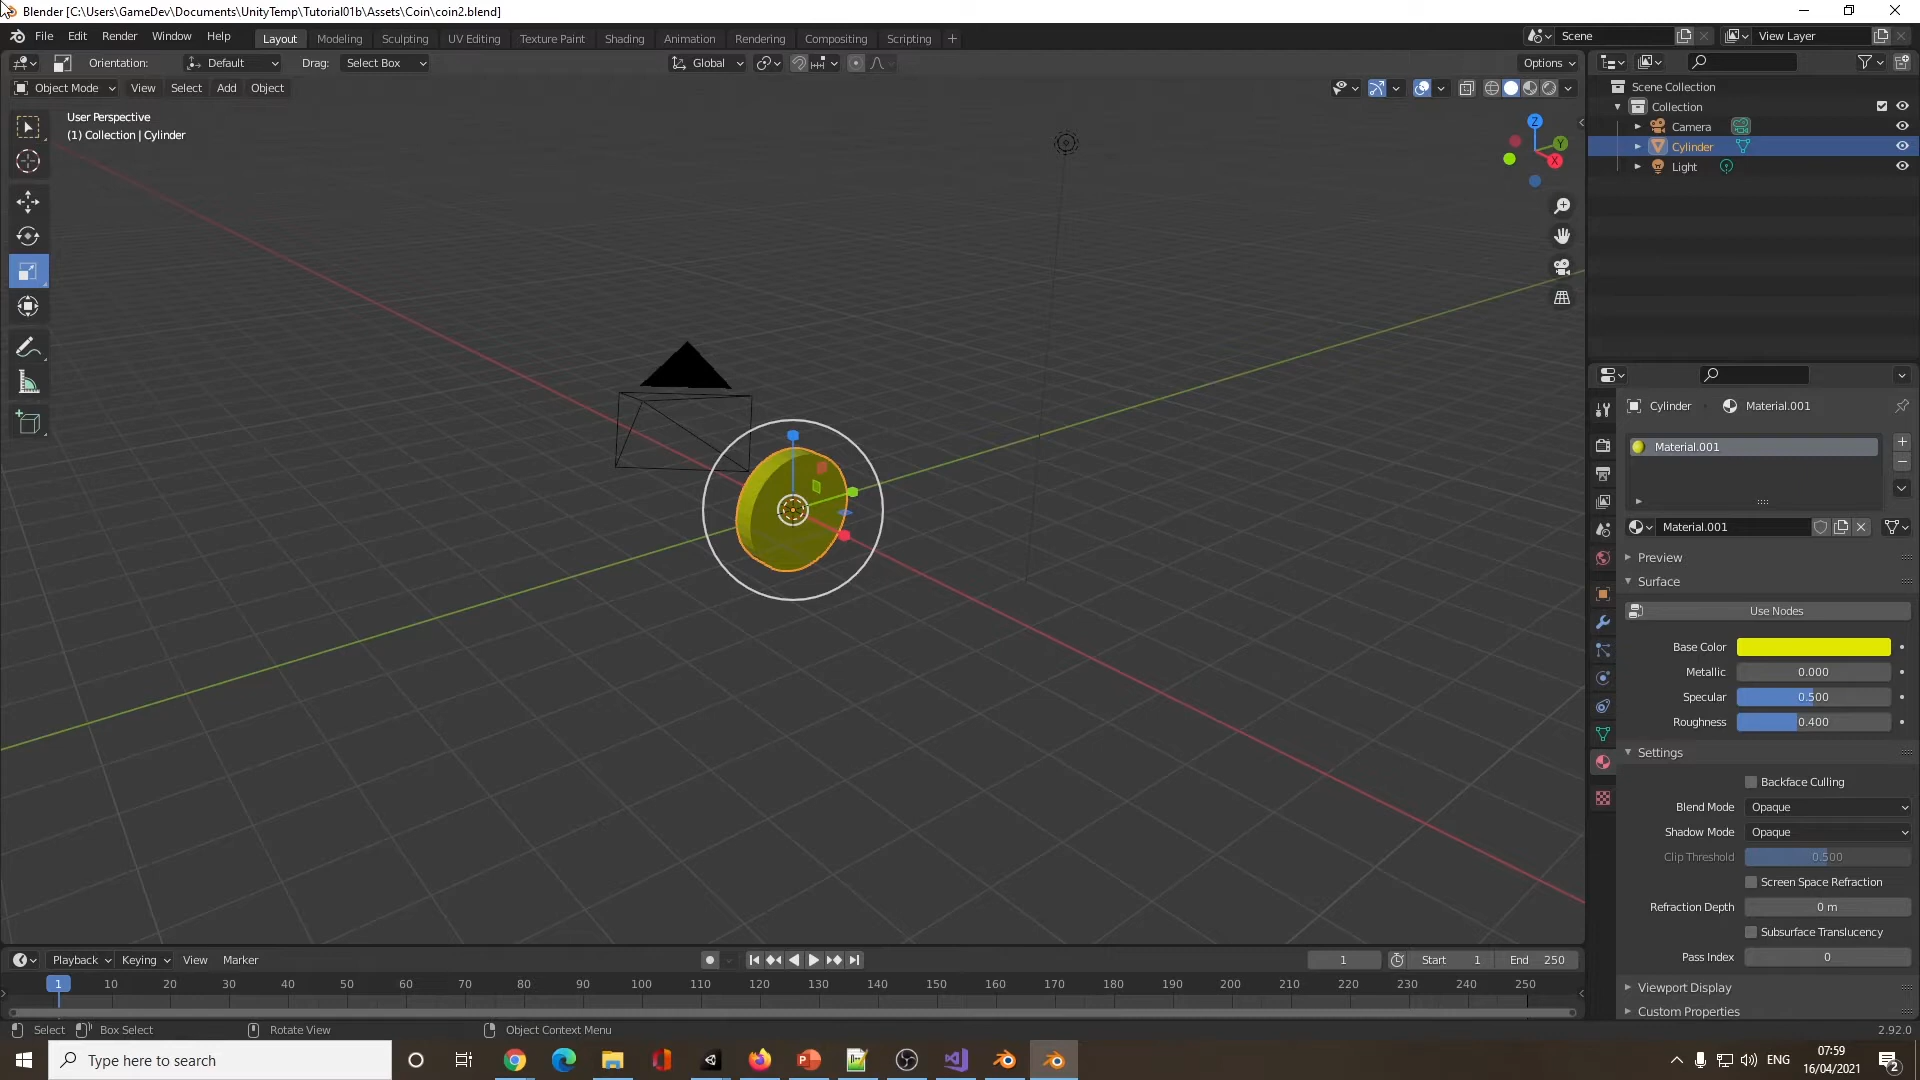 Blender [C:\Users\GameDev\Documents\UnityTemp\Tutorial01b\Assets\Coin\coin2.blend]
File Edit Render Window Help Layout Modeling Sculpting UV Editing Texture Paint Shading Animation Rendering Compositing Scripting + Scene View Layer
Orientation: Default Drag: Select Box Global Options
Object Mode View Select Add Object
User Perspective
(1) Collection | Cylinder
Z
Y
X
Scene Collection
Collection
Camera
Cylinder
Light
Cylinder Material.001
Material.001
Material.001
Preview
Surface
Use Nodes
Base Color
Metallic 0.000
Specular 0.500
Roughness 0.400
Settings
Backface Culling
Blend Mode Opaque
Shadow Mode Opaque
Clip Threshold 0.500
Screen Space Refraction
Refraction Depth 0 m
Subsurface Translucency
Pass Index 0
Viewport Display
Custom Properties
Playback Keying View Marker 1 Start 1 End 250
1 10 20 30 40 50 60 70 80 90 100 110 120 130 140 150 160 170 180 190 200 210 220 230 240 250
Select Box Select Rotate View Object Context Menu 2.92.0
Type here to search
ENG
07:59
16/04/2021
2